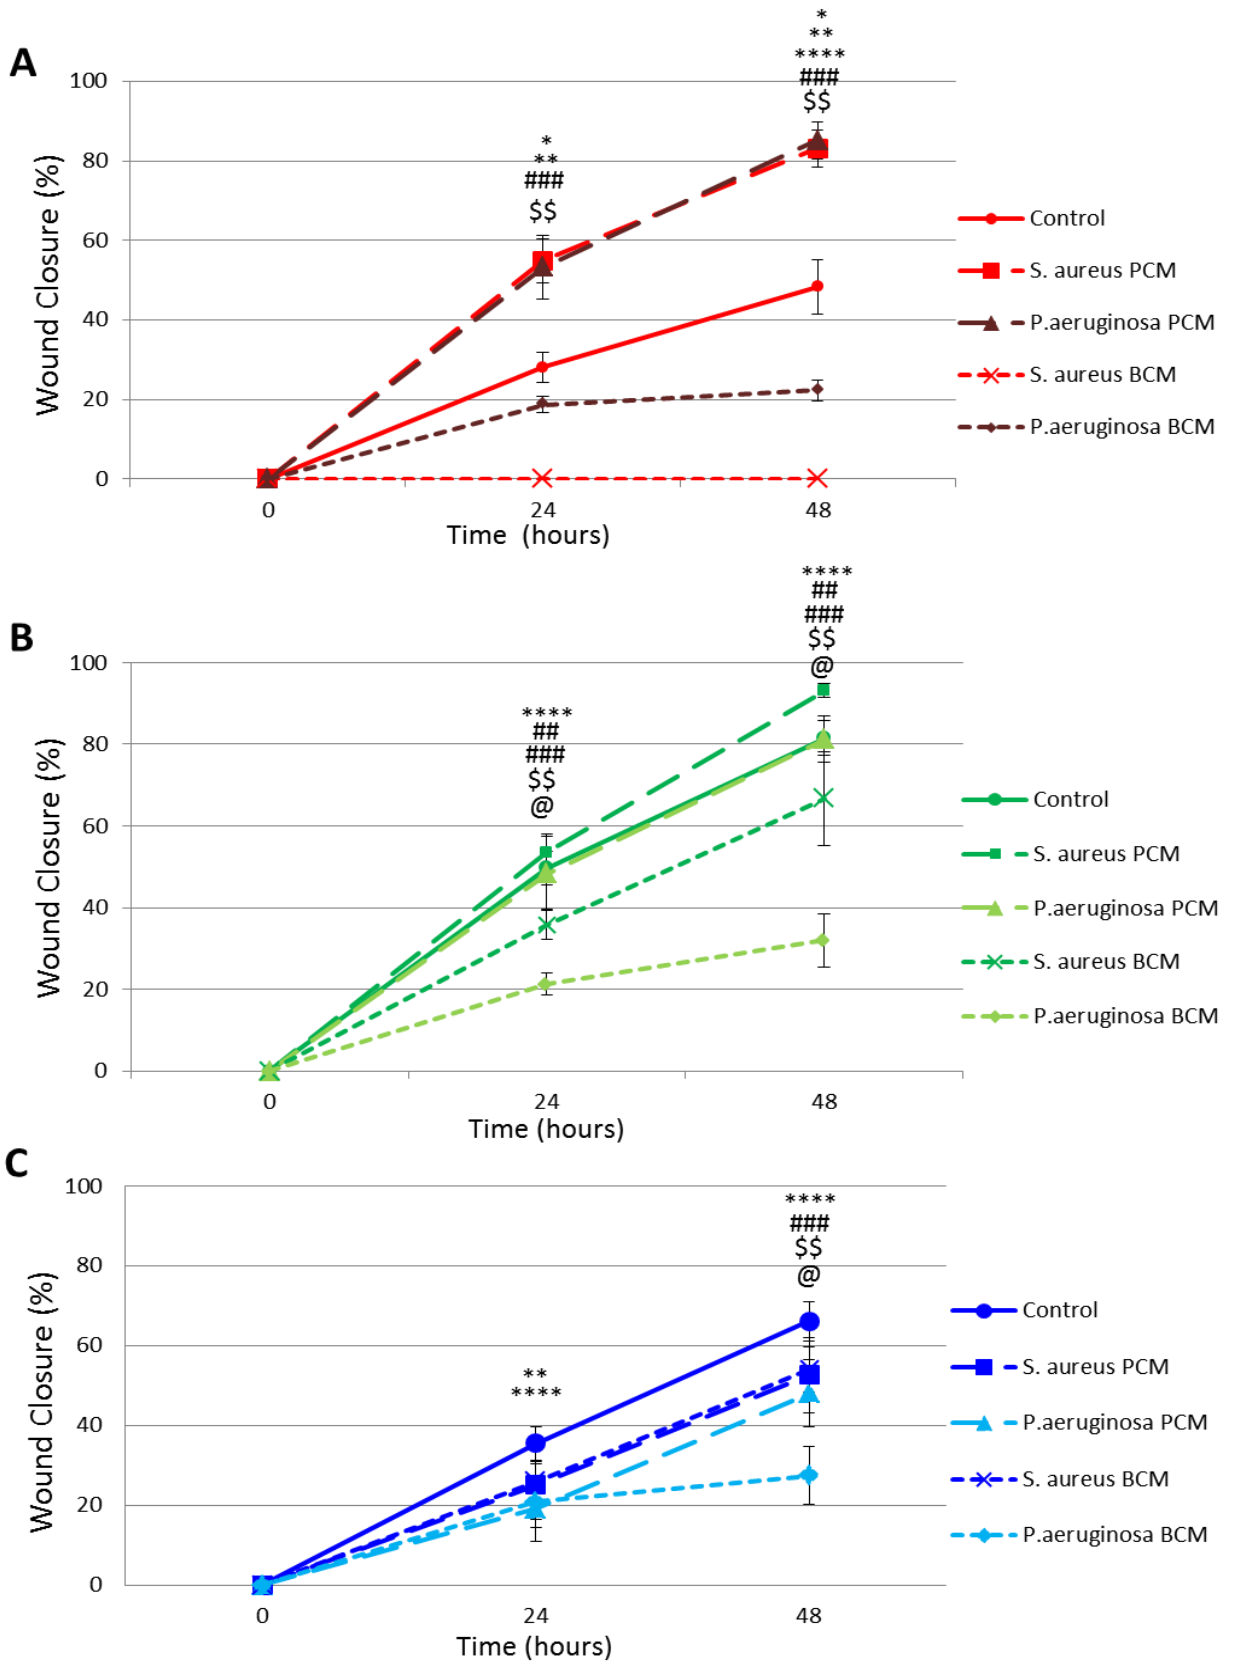 A
*
**
****
###
$$
*
**
###
$$
Wound Closure (%)
100
80
60
40
20
0
0
24
48
Time (hours)
Control
S. aureus PCM
P.aeruginosa PCM
S. aureus BCM
P.aeruginosa BCM
B
****
##
###
$$
@
****
##
###
$$
@
Wound Closure (%)
100
80
60
40
20
0
0
24
48
Time (hours)
Control
S. aureus PCM
P.aeruginosa PCM
S. aureus BCM
P.aeruginosa BCM
C
****
###
$$
@
**
****
Wound Closure (%)
100
80
60
40
20
0
0
24
48
Time (hours)
Control
S. aureus PCM
P.aeruginosa PCM
S. aureus BCM
P.aeruginosa BCM